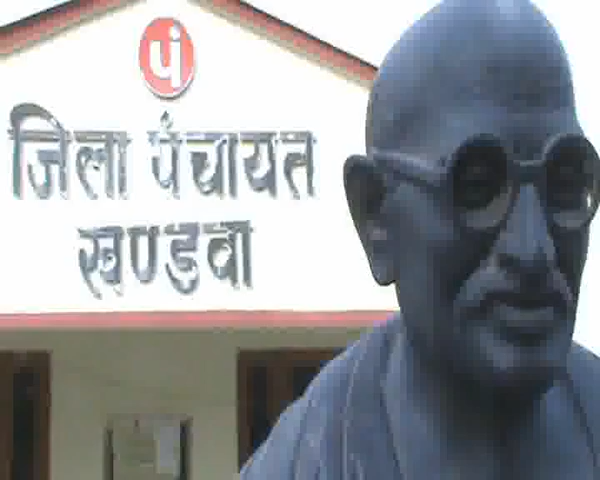 पं
जिला पंचायत
खण्डवा